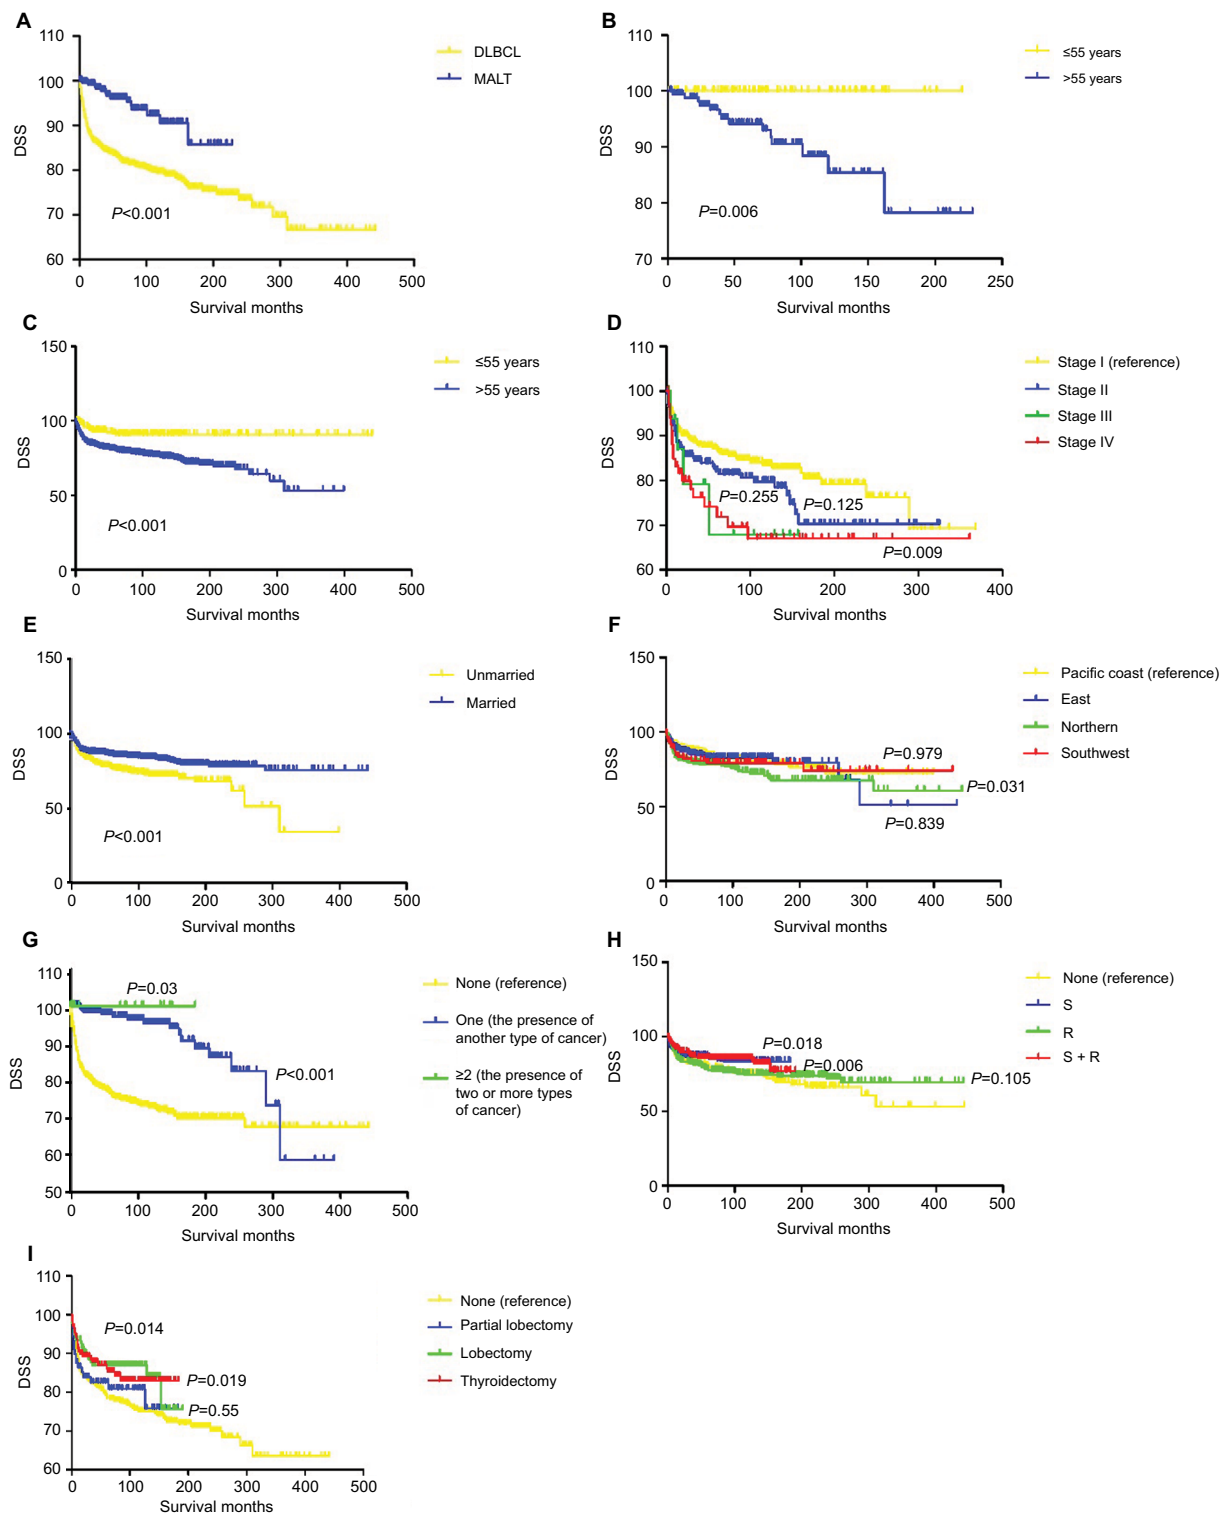 A
110
100
90
80
70
60
DSS
P<0.001
0 100 200 300 400 500
Survival months
DLBCL
MALT
B
110
100
90
80
70
DSS
P=0.006
0 50 100 150 200 250
Survival months
≤55 years
>55 years
C
150
100
50
0
DSS
P<0.001
0 100 200 300 400 500
Survival months
≤55 years
>55 years
D
110
100
90
80
70
60
DSS
P=0.255
P=0.125
P=0.009
0 100 200 300 400
Survival months
Stage I (reference)
Stage II
Stage III
Stage IV
E
150
100
50
0
DSS
P<0.001
0 100 200 300 400 500
Survival months
Unmarried
Married
F
150
100
50
0
DSS
P=0.979
P=0.031
P=0.839
0 100 200 300 400 500
Survival months
Pacific coast (reference)
East
Northern
Southwest
G
110
100
90
80
70
60
50
DSS
P=0.03
P<0.001
0 100 200 300 400 500
Survival months
None (reference)
One (the presence of
another type of cancer)
≥2 (the presence of
two or more types
of cancer)
H
150
100
50
0
DSS
P=0.018
P=0.006
P=0.105
0 100 200 300 400 500
Survival months
None (reference)
S
R
S + R
I
110
100
90
80
70
60
DSS
P=0.014
P=0.019
P=0.55
0 100 200 300 400 500
Survival months
None (reference)
Partial lobectomy
Lobectomy
Thyroidectomy